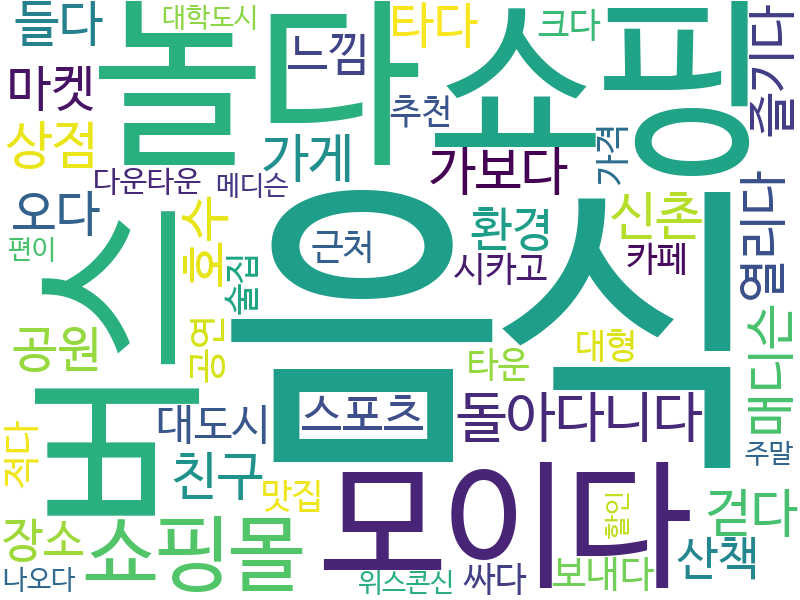 들다
대학도시
놀다
느낌
타다
쇼핑
크다
즐기다
마켓
추천
상점
가게
가격
다운타운
메디슨
가보다
오다
호수
음식
근처
환경
신촌
열리다
편이
버스
술집
시카고
카페
식
공원
공연
타운
대형
매디슨
대도시
스포츠
돌아다니다
적다
친구
맛집
모이다
주말
장소
쇼핑몰
할인
걷다
나오다
위스콘신
싸다
보내다
산책